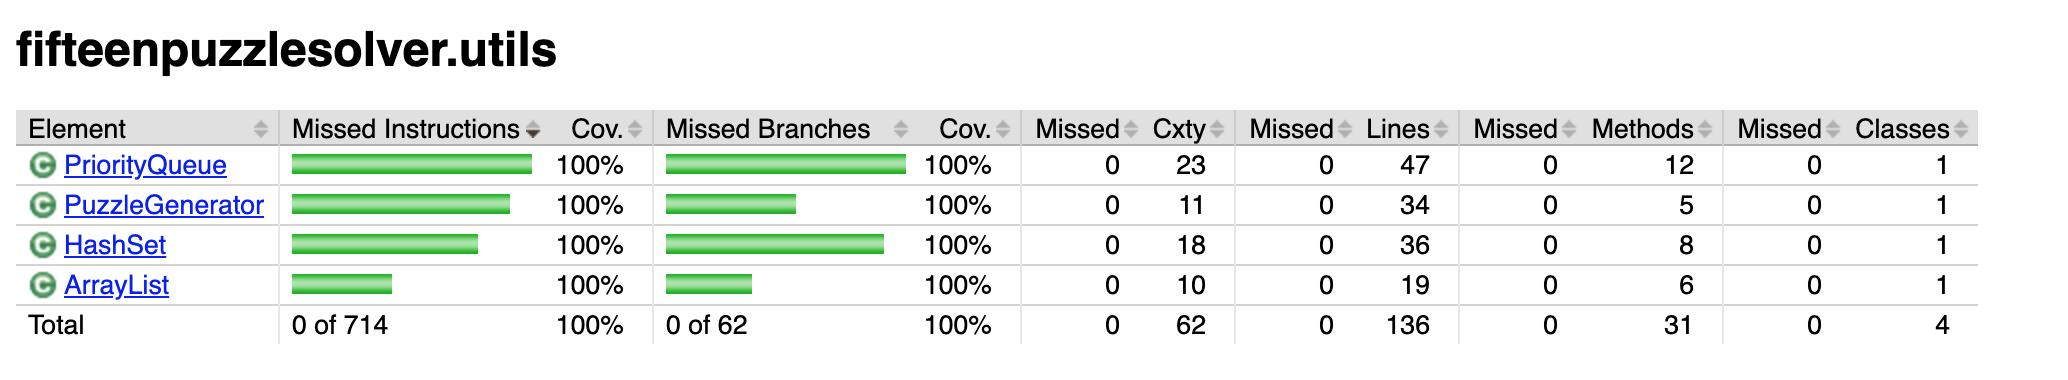 fifteenpuzzlesolver.utils
Element Missed Instructions Cov. Missed Branches Cov. Missed Cxty Missed Lines Missed Methods Missed Classes
C PriorityQueue 100% 100% 0 23 0 47 0 12 0 1
C PuzzleGenerator 100% 100% 0 11 0 34 0 5 0 1
C HashSet 100% 100% 0 18 0 36 0 8 0 1
C ArrayList 100% 100% 0 10 0 19 0 6 0 1
Total 0 of 714 100% 0 of 62 100% 0 62 0 136 0 31 0 4